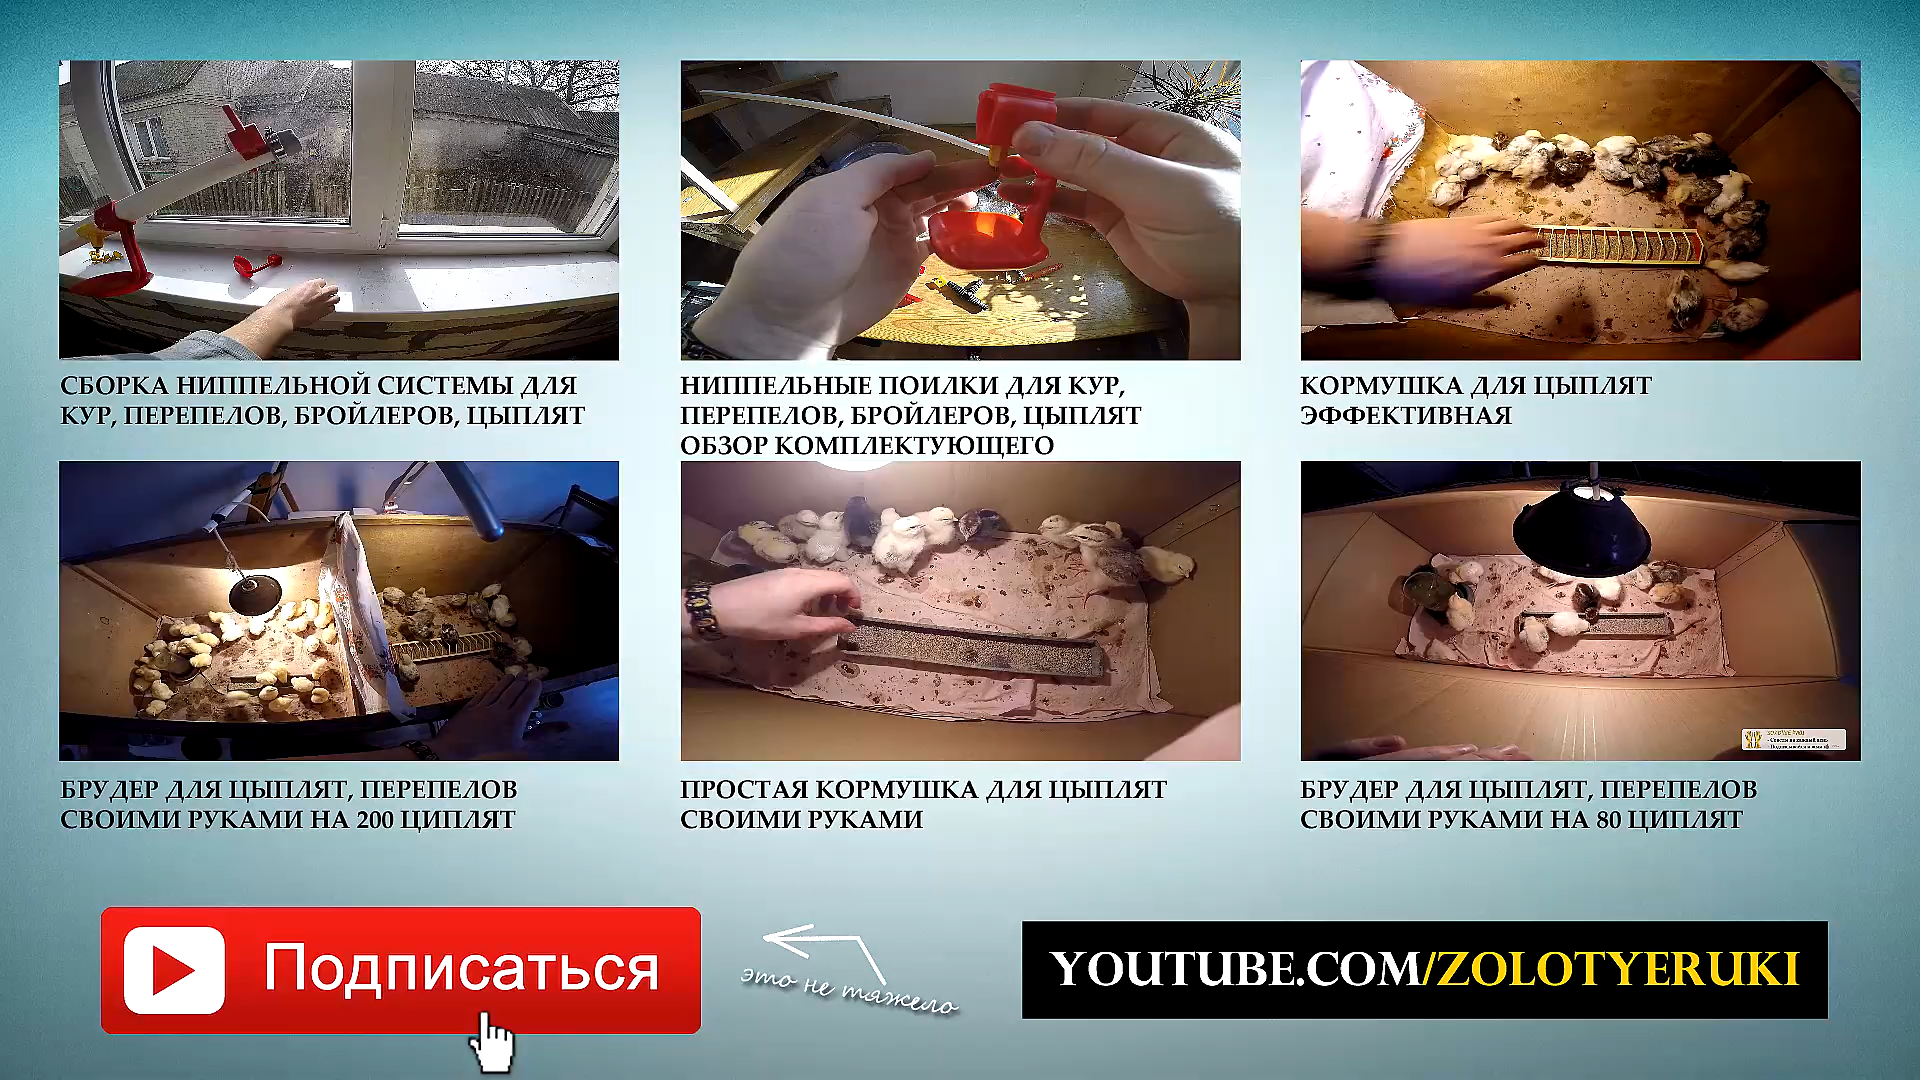 СБОРКА НИППЕЛЬНОЙ СИСТЕМЫ ДЛЯ
КУР, ПЕРЕПЕЛОВ, БРОЙЛЕРОВ, ЦЫПЛЯТ
НИППЕЛЬНЫЕ ПОИЛКИ ДЛЯ КУР,
ПЕРЕПЕЛОВ, БРОЙЛЕРОВ, ЦЫПЛЯТ
ОБЗОР КОМПЛЕКТУЮЩЕГО
КОРМУШКА ДЛЯ ЦЫПЛЯТ
ЭФФЕКТИВНАЯ
БРУДЕР ДЛЯ ЦЫПЛЯТ, ПЕРЕПЕЛОВ
СВОИМИ РУКАМИ НА 200 ЦИПЛЯТ
ПРОСТАЯ КОРМУШКА ДЛЯ ЦЫПЛЯТ
СВОИМИ РУКАМИ
БРУДЕР ДЛЯ ЦЫПЛЯТ, ПЕРЕПЕЛОВ
СВОИМИ РУКАМИ НА 80 ЦИПЛЯТ
Подписаться
это не тяжело
YOUTUBE.COM/ZOLOTYERUKI